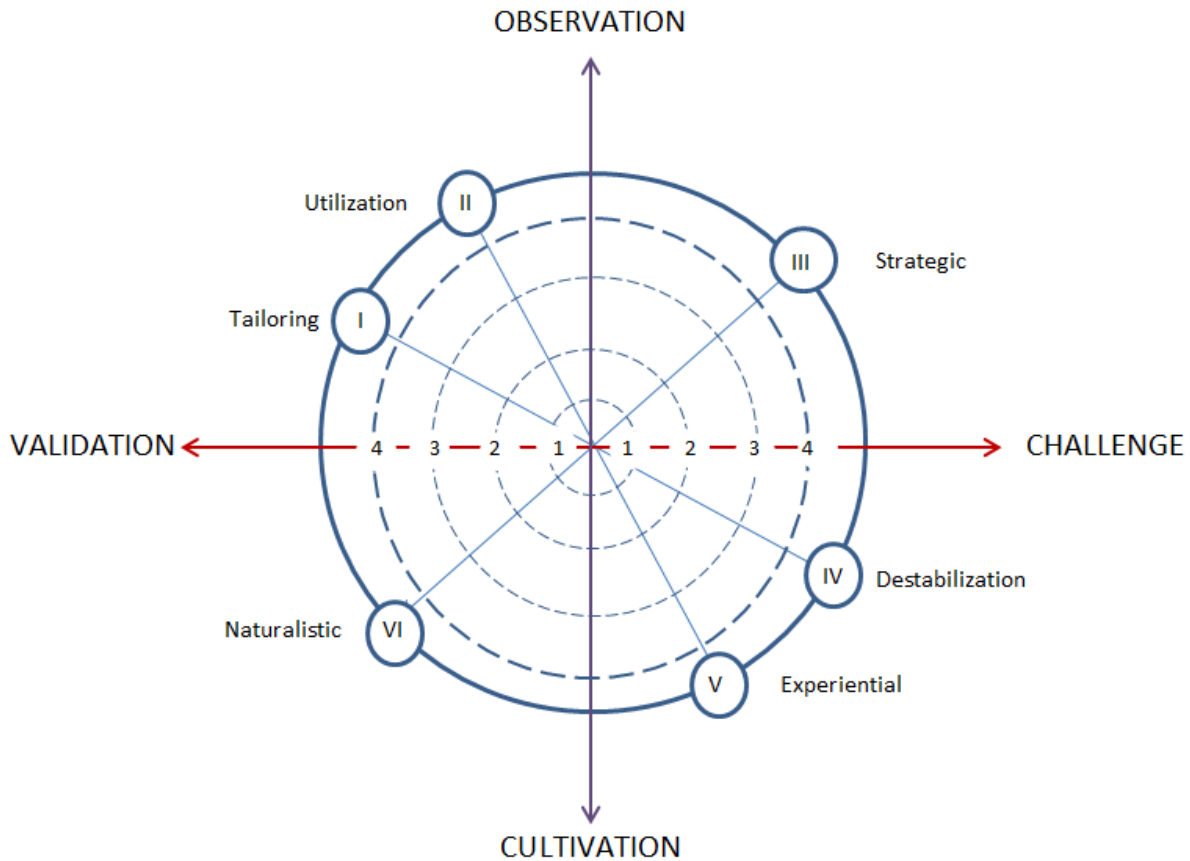 OBSERVATION
Utilization
II
III
Strategic
Tailoring
I
VALIDATION
4 3 2 1 1 2 3 4
CHALLENGE
IV
Destabilization
Naturalistic
VI
V
Experiential
CULTIVATION